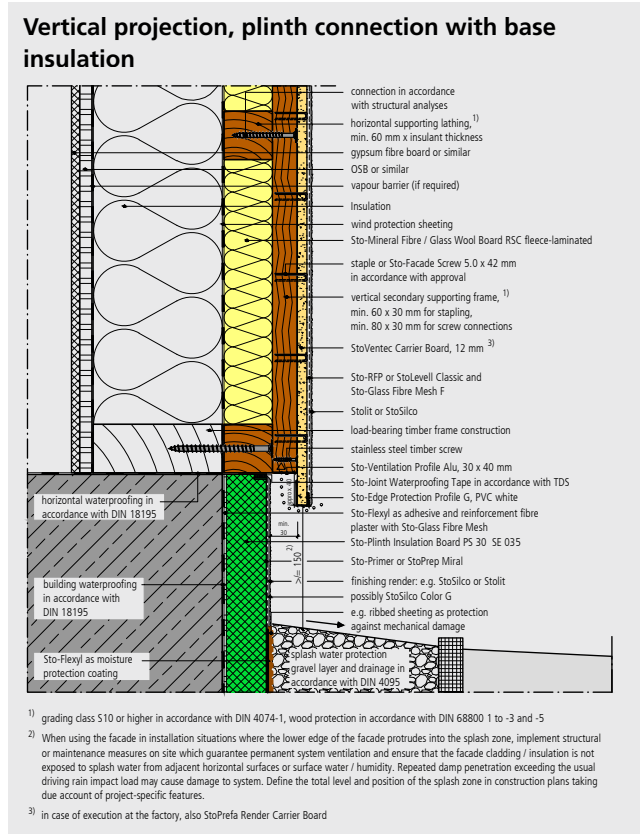 Vertical projection, plinth connection with base
insulation
connection in accordance
with structural analyses
horizontal supporting lathing, 1)
min. 60 mm x insulant thickness
gypsum fibre board or similar
OSB or similar
vapour barrier (if required)
Insulation
wind protection sheeting
Sto-Mineral Fibre / Glass Wool Board RSC fleece-laminated
staple or Sto-Facade Screw 5.0 x 42 mm
in accordance with approval
vertical secondary supporting frame, 1)
min. 60 x 30 mm for stapling,
min. 80 x 30 mm for screw connections
StoVentec Carrier Board, 12 mm 3)
Sto-RFP or StoLevell Classic and
Sto-Glass Fibre Mesh F
Stolit or StoSilco
load-bearing timber frame construction
stainless steel timber screw
Sto-Ventilation Profile Alu, 30 x 40 mm
Sto-Joint Waterproofing Tape in accordance with TDS
Sto-Edge Protection Profile G, PVC white
Sto-Flexyl as adhesive and reinforcement fibre
plaster with Sto-Glass Fibre Mesh
Sto-Plinth Insulation Board PS 30 SE 035
Sto-Primer or StoPrep Miral
finishing render: e.g. StoSilco or Stolit
possibly StoSilco Color G
e.g. ribbed sheeting as protection
against mechanical damage
horizontal waterproofing in
accordance with DIN 18195
building waterproofing
in accordance with
DIN 18195
Sto-Flexyl as moisture
protection coating
min.
30
2)
>/= 150
splash water protection
gravel layer and drainage in
accordance with DIN 4095
1) grading class S10 or higher in accordance with DIN 4074-1, wood protection in accordance with DIN 68800 1 to -3 and -5
2) When using the facade in installation situations where the lower edge of the facade protrudes into the splash zone, implement structural
or maintenance measures on site which guarantee permanent system ventilation and ensure that the facade cladding / insulation is not
exposed to splash water from adjacent horizontal surfaces or surface water / humidity. Repeated damp penetration exceeding the usual
driving rain impact load may cause damage to system. Define the total level and position of the splash zone in construction plans taking
due account of project-specific features.
3) in case of execution at the factory, also StoPrefa Render Carrier Board